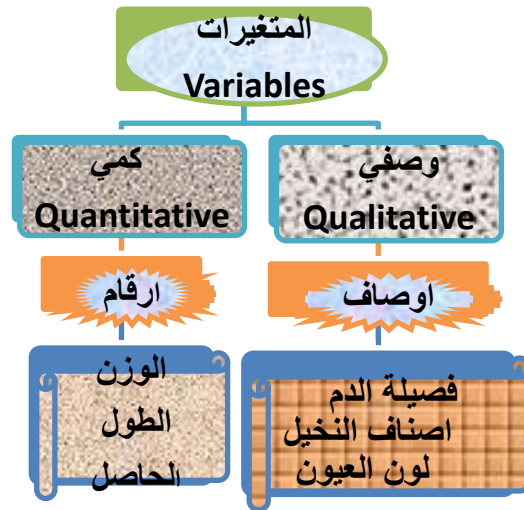 المتغيرات
Variables
وصفي
Qualitative
كمي
Quantitative
اوصاف
ارقام
فصيلة الدم
اصناف النخيل
لون العيون
الوزن
الطول
الحاصل